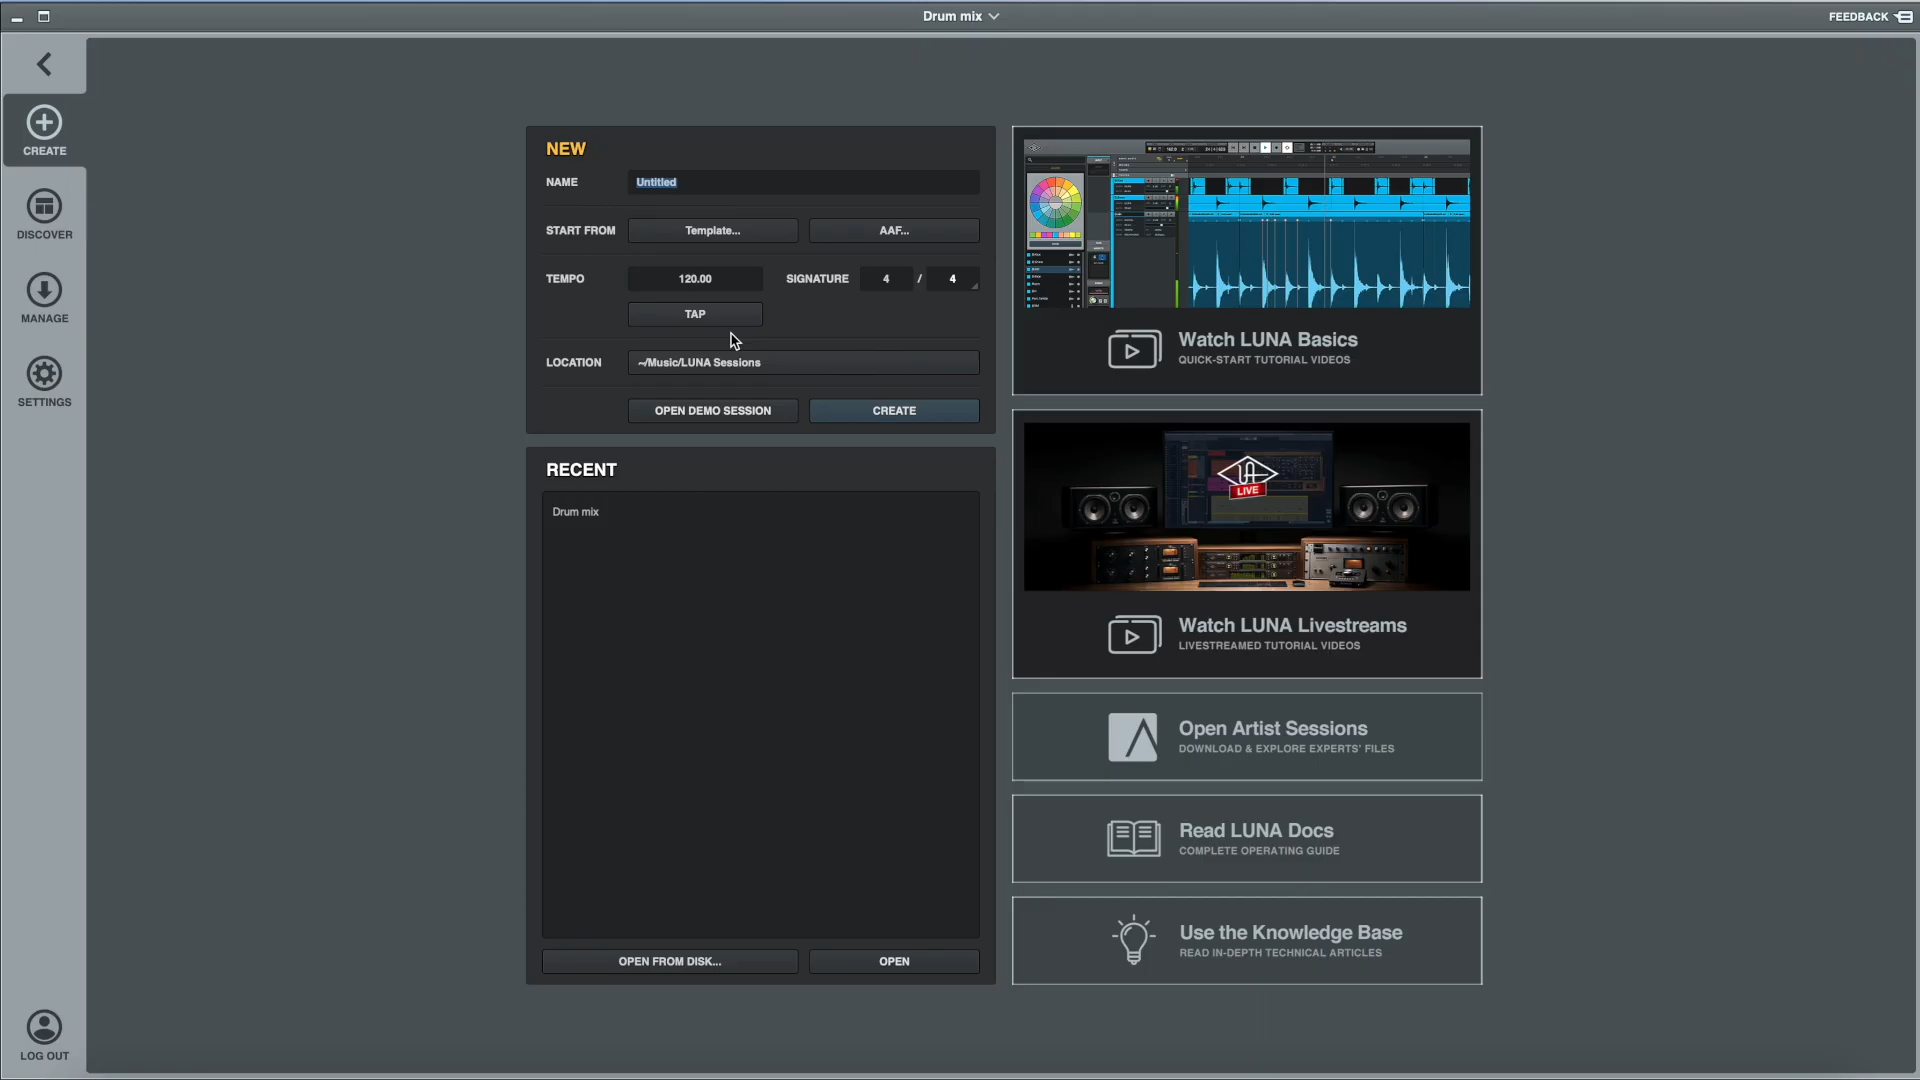 Drum mix
FEEDBACK
CREATE
DISCOVER
MANAGE
SETTINGS
LOG OUT
NEW
NAME Untitled
START FROM Template... AAF...
TEMPO 120.00 SIGNATURE 4 / 4
TAP
LOCATION ~/Music/LUNA Sessions
OPEN DEMO SESSION CREATE
RECENT
Drum mix
OPEN FROM DISK... OPEN
Watch LUNA Basics
QUICK-START TUTORIAL VIDEOS
LIVE
Watch LUNA Livestreams
LIVESTREAMED TUTORIAL VIDEOS
Open Artist Sessions
DOWNLOAD & EXPLORE EXPERTS' FILES
Read LUNA Docs
COMPLETE OPERATING GUIDE
Use the Knowledge Base
READ IN-DEPTH TECHNICAL ARTICLES